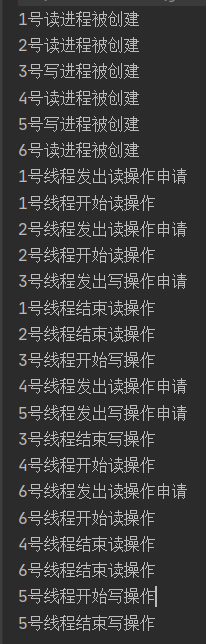 1号读进程被创建
2号读进程被创建
3号写进程被创建
4号读进程被创建
5号写进程被创建
6号读进程被创建
1号线程发出读操作申请
1号线程开始读操作
2号线程发出读操作申请
2号线程开始读操作
3号线程发出写操作申请
1号线程结束读操作
2号线程结束读操作
3号线程开始写操作
4号线程发出读操作申请
5号线程发出写操作申请
3号线程结束写操作
4号线程开始读操作
6号线程发出读操作申请
6号线程开始读操作
4号线程结束读操作
6号线程结束读操作
5号线程开始写操作
5号线程结束写操作